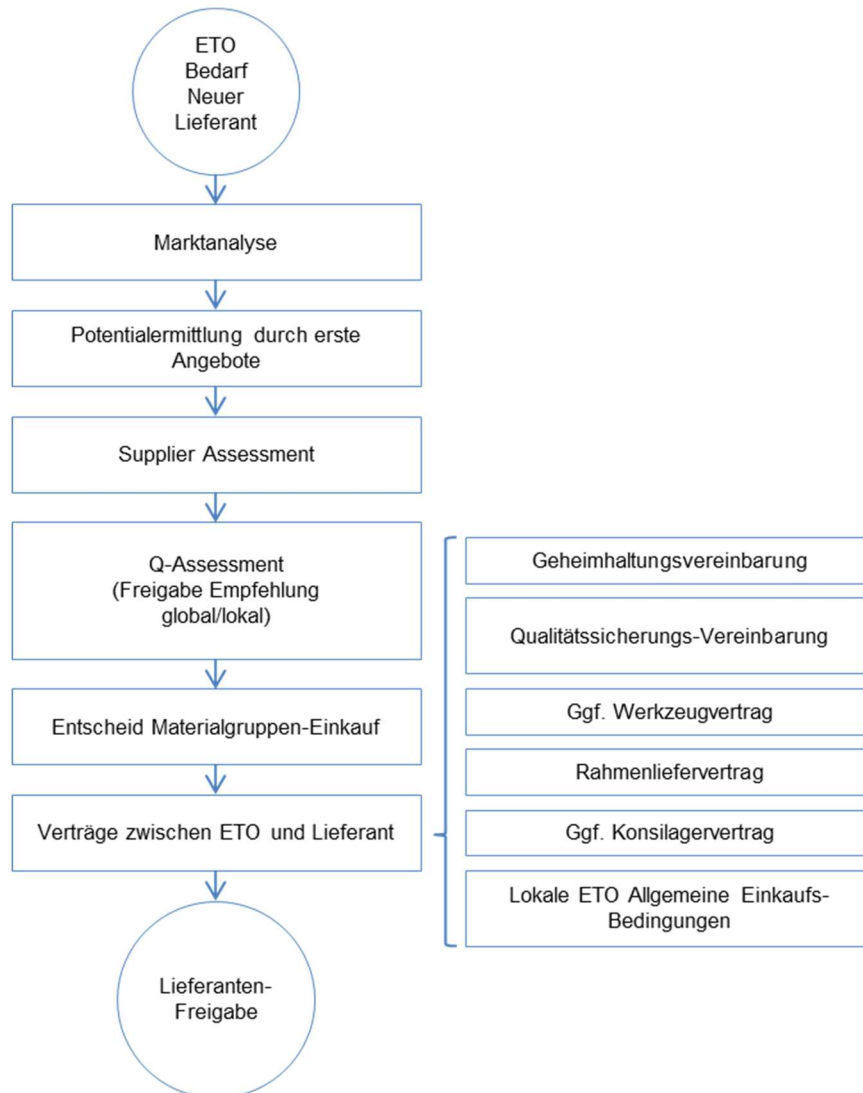 ETO
Bedarf
Neuer
Lieferant
Marktanalyse
Potentialermittlung durch erste
Angebote
Supplier Assessment
Q-Assessment
(Freigabe Empfehlung
global/lokal)
Entscheid Materialgruppen-Einkauf
Verträge zwischen ETO und Lieferant
Geheimhaltungsvereinbarung
Qualitätssicherungs-Vereinbarung
Ggf. Werkzeugvertrag
Rahmenliefervertrag
Ggf. Konsilagervertrag
Lokale ETO Allgemeine Einkaufs-
Bedingungen
Lieferanten-
Freigabe